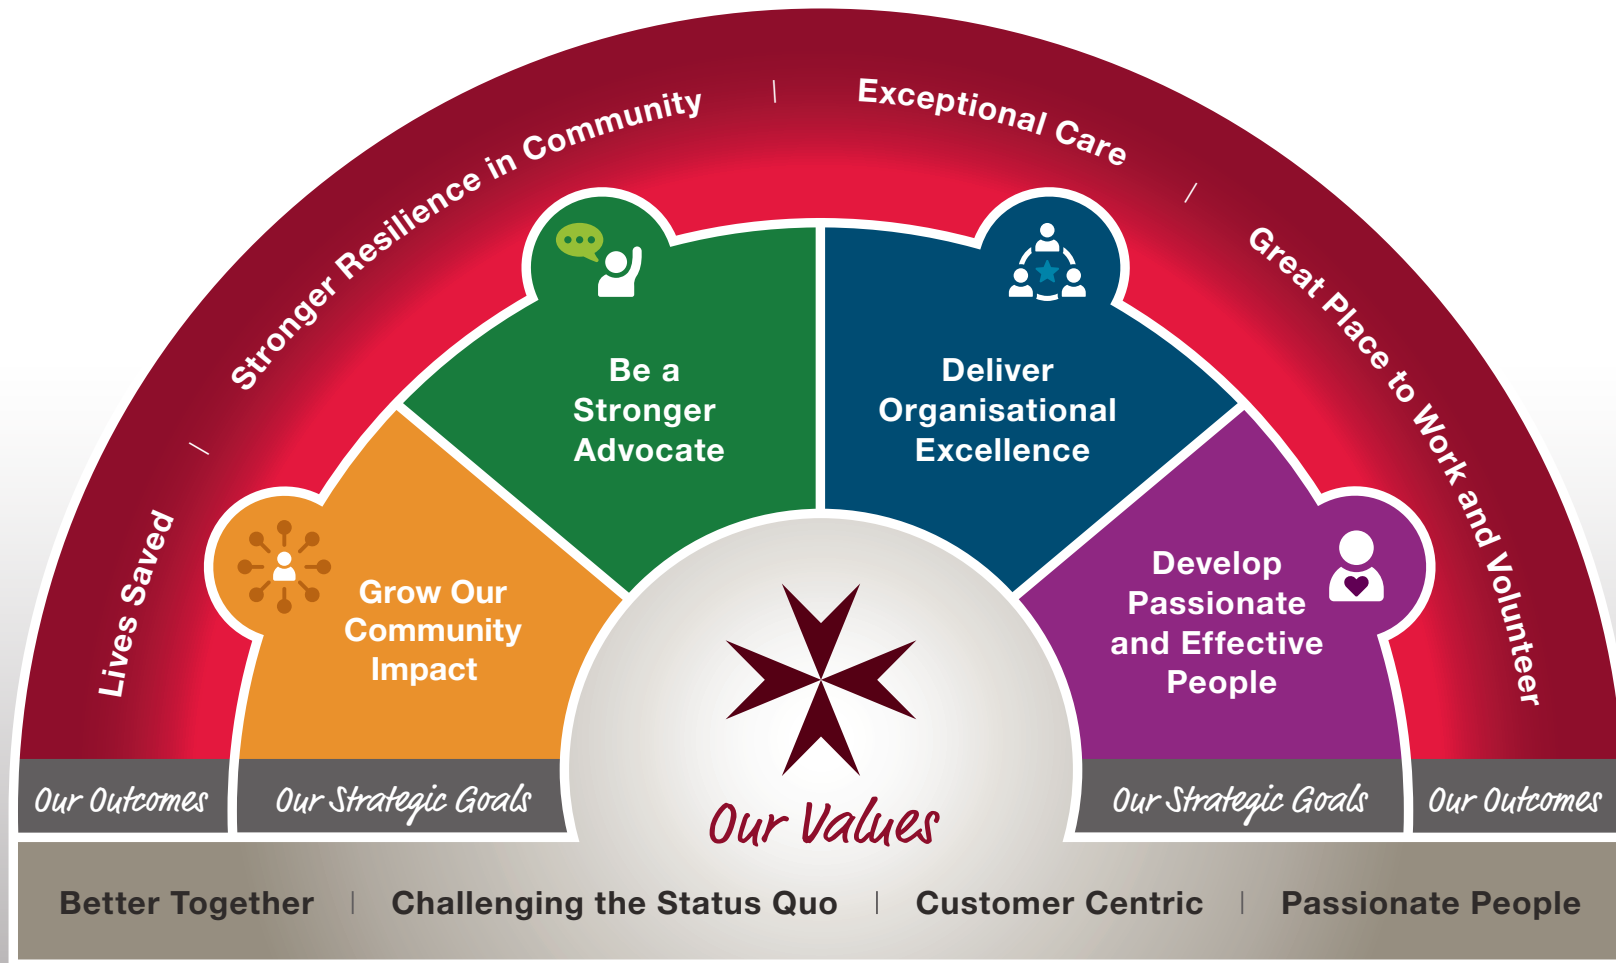 Lives Saved | Stronger Resilience in Community | Exceptional Care | Great Place to Work and Volunteer
Grow Our
Community
Impact
Be a
Stronger
Advocate
Deliver
Organisational
Excellence
Develop
Passionate
and Effective
People
Our Outcomes
Our Strategic Goals
Our Values
Our Strategic Goals
Our Outcomes
Better Together | Challenging the Status Quo | Customer Centric | Passionate People